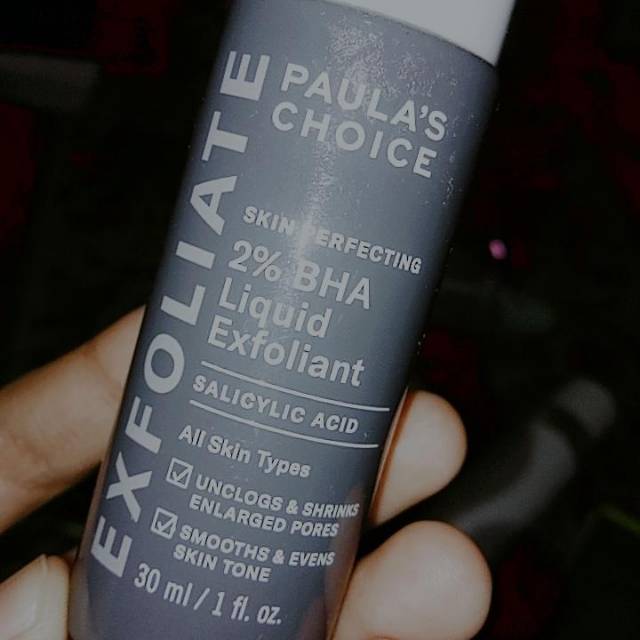 EXFOLIATE
PAULA'S
CHOICE
SKIN PERFECTING
2% BHA
Liquid
Exfoliant
SALICYLIC ACID
All Skin Types
UNCLOGS & SHRINKS
ENLARGED PORES
SMOOTHS & EVENS
SKIN TONE
30 ml / 1 fl. oz.